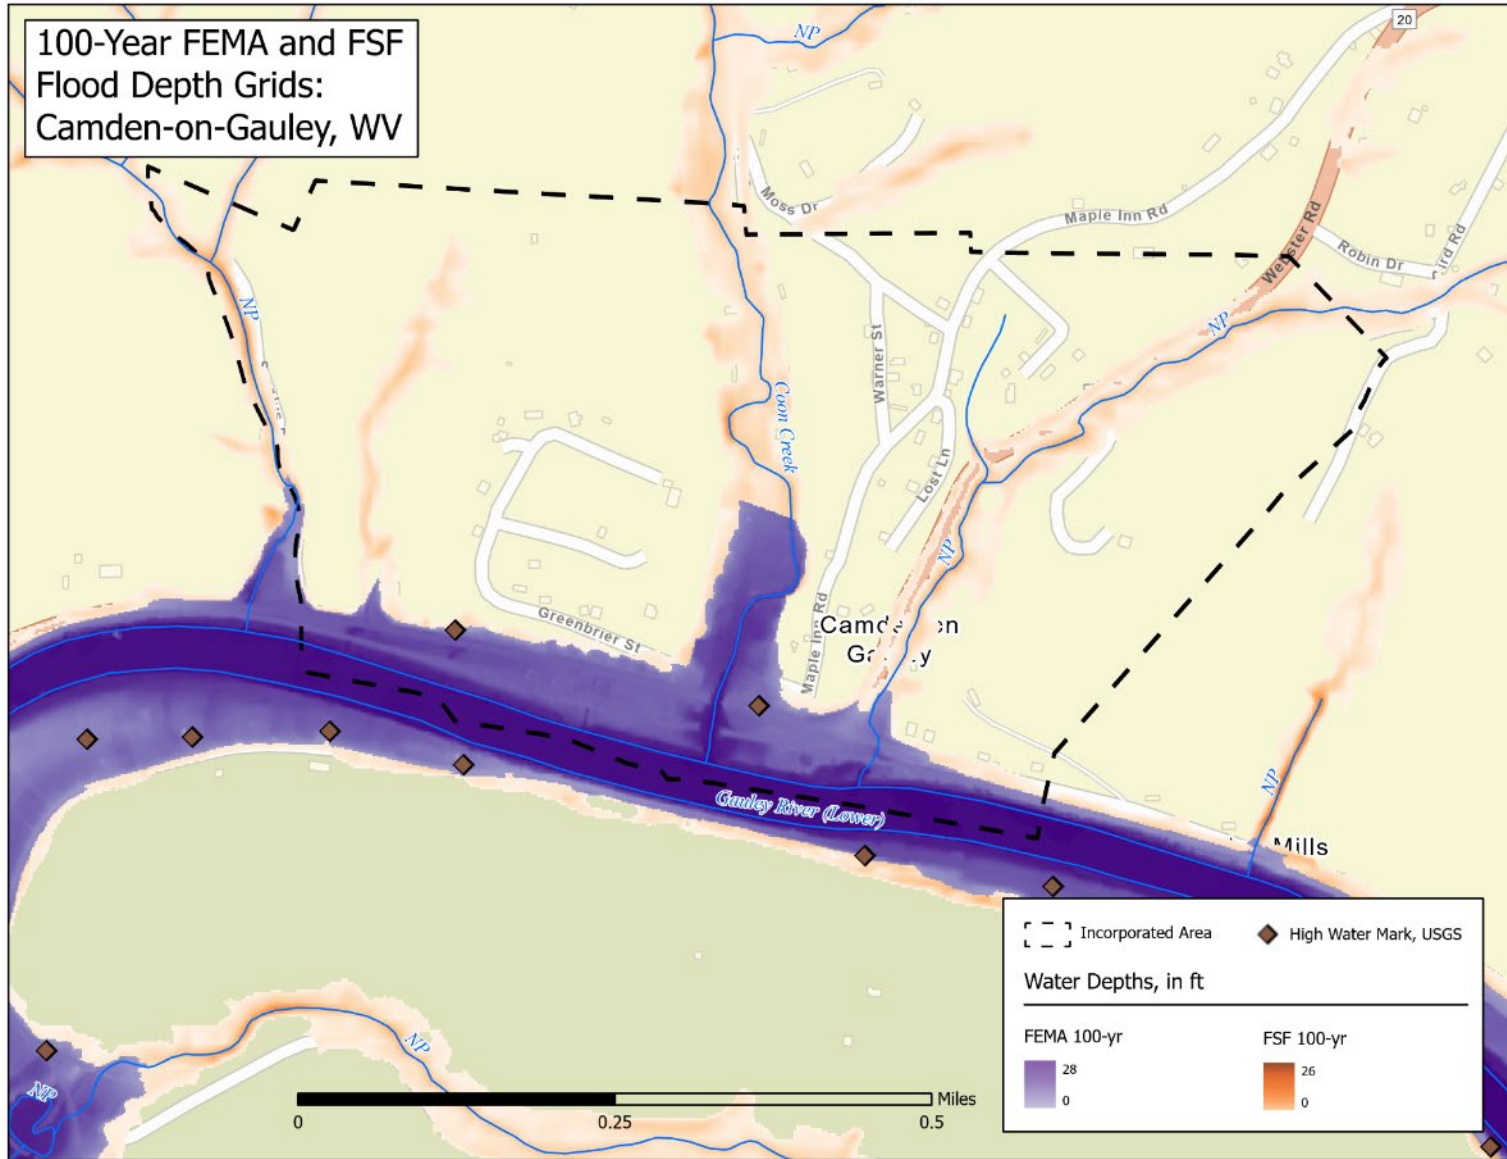 100-Year FEMA and FSF
Flood Depth Grids:
Camden-on-Gauley, WV
20
NP
Moss Dr
Maple Inn Rd
Webster Rd
Robin Dr
ird Rd
NP
NP
Warner St
Coon Creek
Lost Ln
NP
Greenbrier St
Maple Inn Rd
Gauley River (Lower)
NP
Mills
NP
NP
Incorporated Area
High Water Mark, USGS
Water Depths, in ft
FEMA 100-yr
28
0
FSF 100-yr
26
0
Miles
0
0.25
0.5